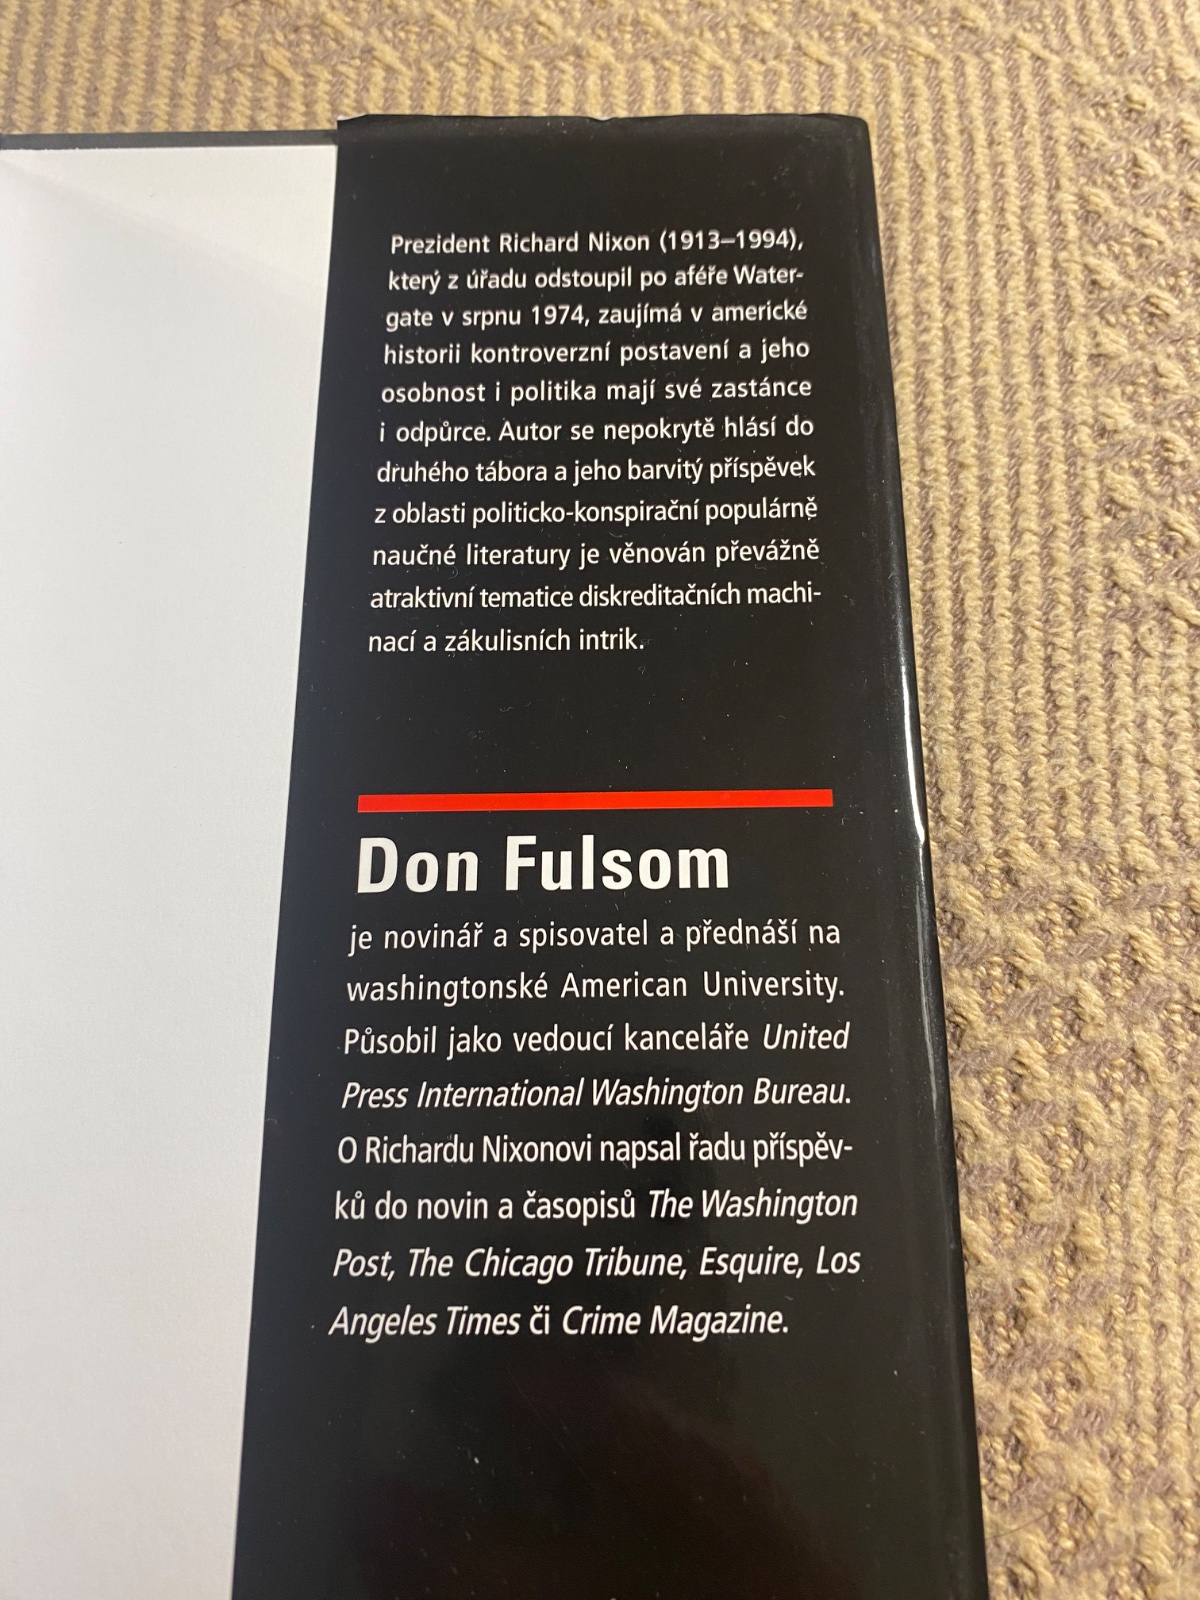 Prezident Richard Nixon (1913–1994),
který z úřadu odstoupil po aféře Water-
gate v srpnu 1974, zaujímá v americké
historii kontroverzní postavení a jeho
osobnost i politika mají své zastánce
i odpůrce. Autor se nepokrytě hlásí do
druhého tábora a jeho barvitý příspěvek
z oblasti politicko-konspirační populárně
naučné literatury je věnován převážně
atraktivní tematice diskreditačních machi-
nací a zákulisních intrik.
Don Fulsom
je novinář a spisovatel a přednáší na
washingtonské American University.
Působil jako vedoucí kanceláře United
Press International Washington Bureau.
O Richardu Nixonovi napsal řadu příspěv-
ků do novin a časopisů The Washington
Post, The Chicago Tribune, Esquire, Los
Angeles Times či Crime Magazine.